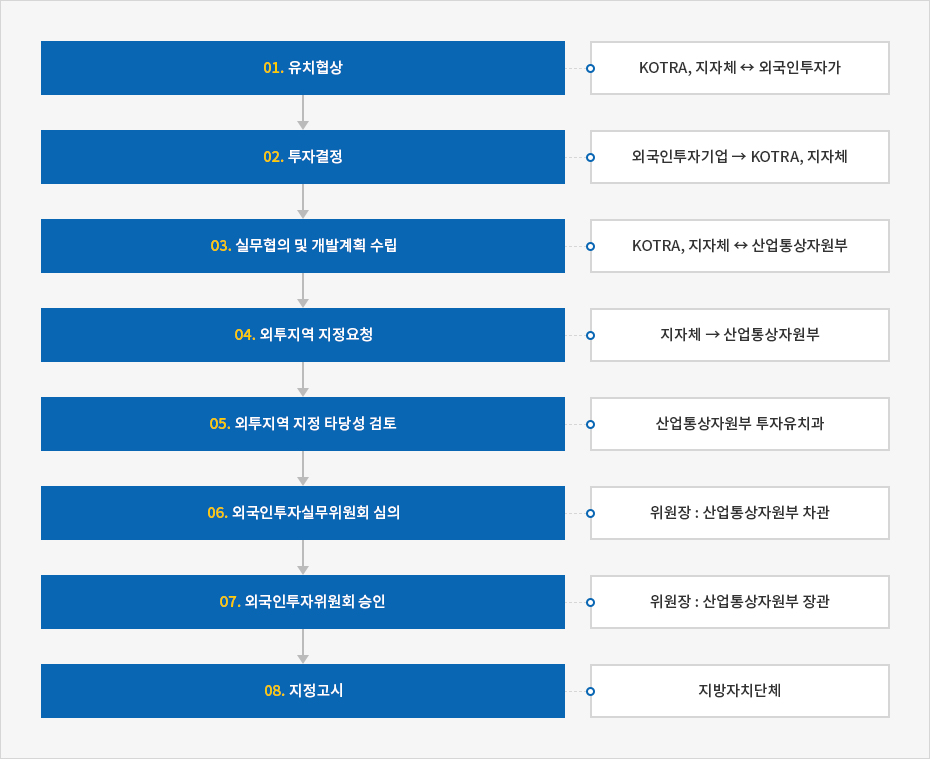 01. 유치협상
KOTRA, 지자체 ↔ 외국인투자가
02. 투자결정
외국인투자기업 → KOTRA, 지자체
03. 실무협의 및 개발계획 수립
KOTRA, 지자체 ↔ 산업통상자원부
04. 외투지역 지정요청
지자체 → 산업통상자원부
05. 외투지역 지정 타당성 검토
산업통상자원부 투자유치과
06. 외국인투자실무위원회 심의
위원장 : 산업통상자원부 차관
07. 외국인투자위원회 승인
위원장 : 산업통상자원부 장관
08. 지정고시
지방자치단체